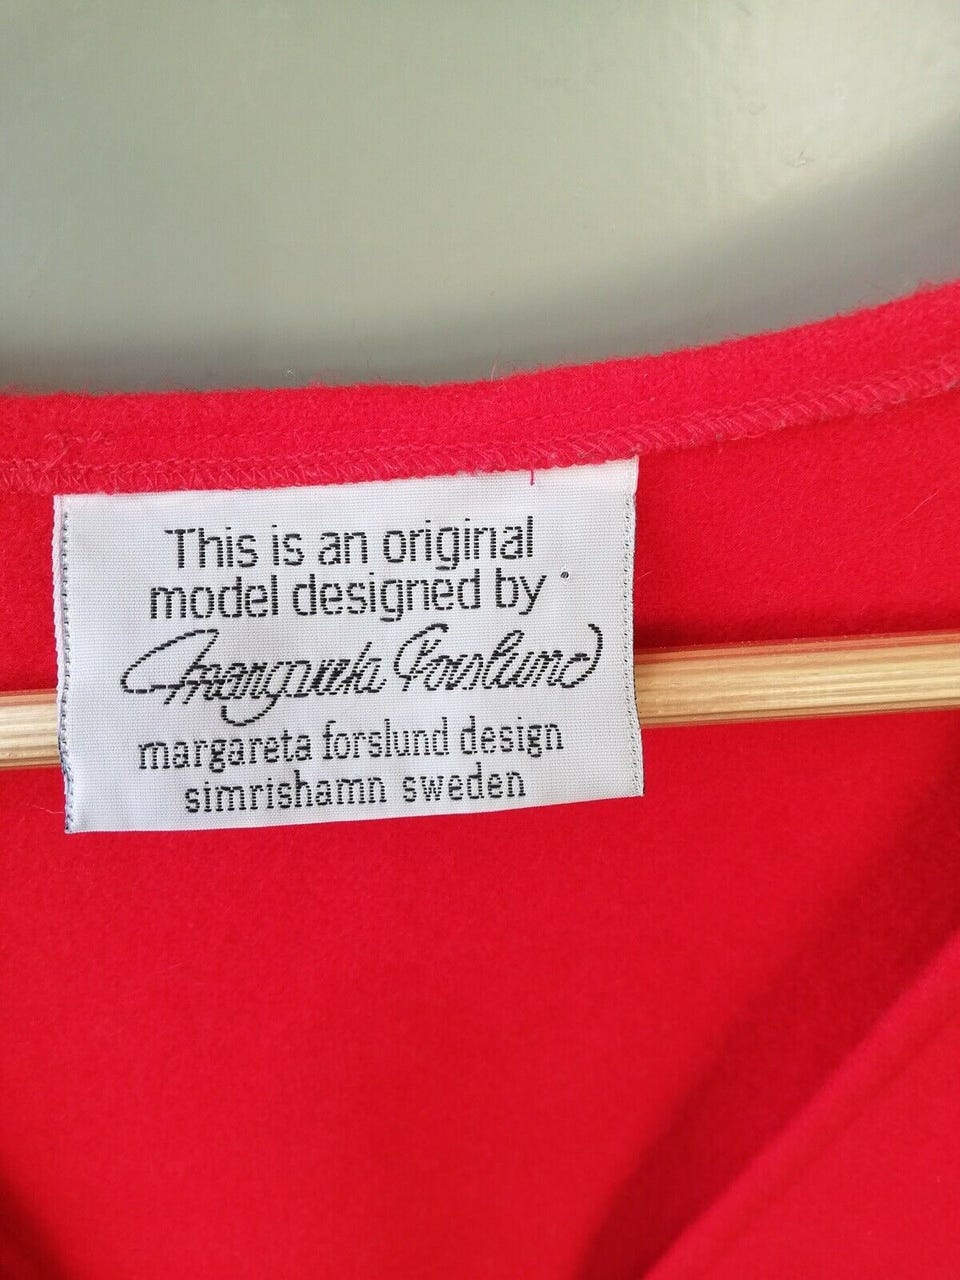 This is an original
model designed by
Margareta Forslund
margareta forslund design
simrishamn sweden